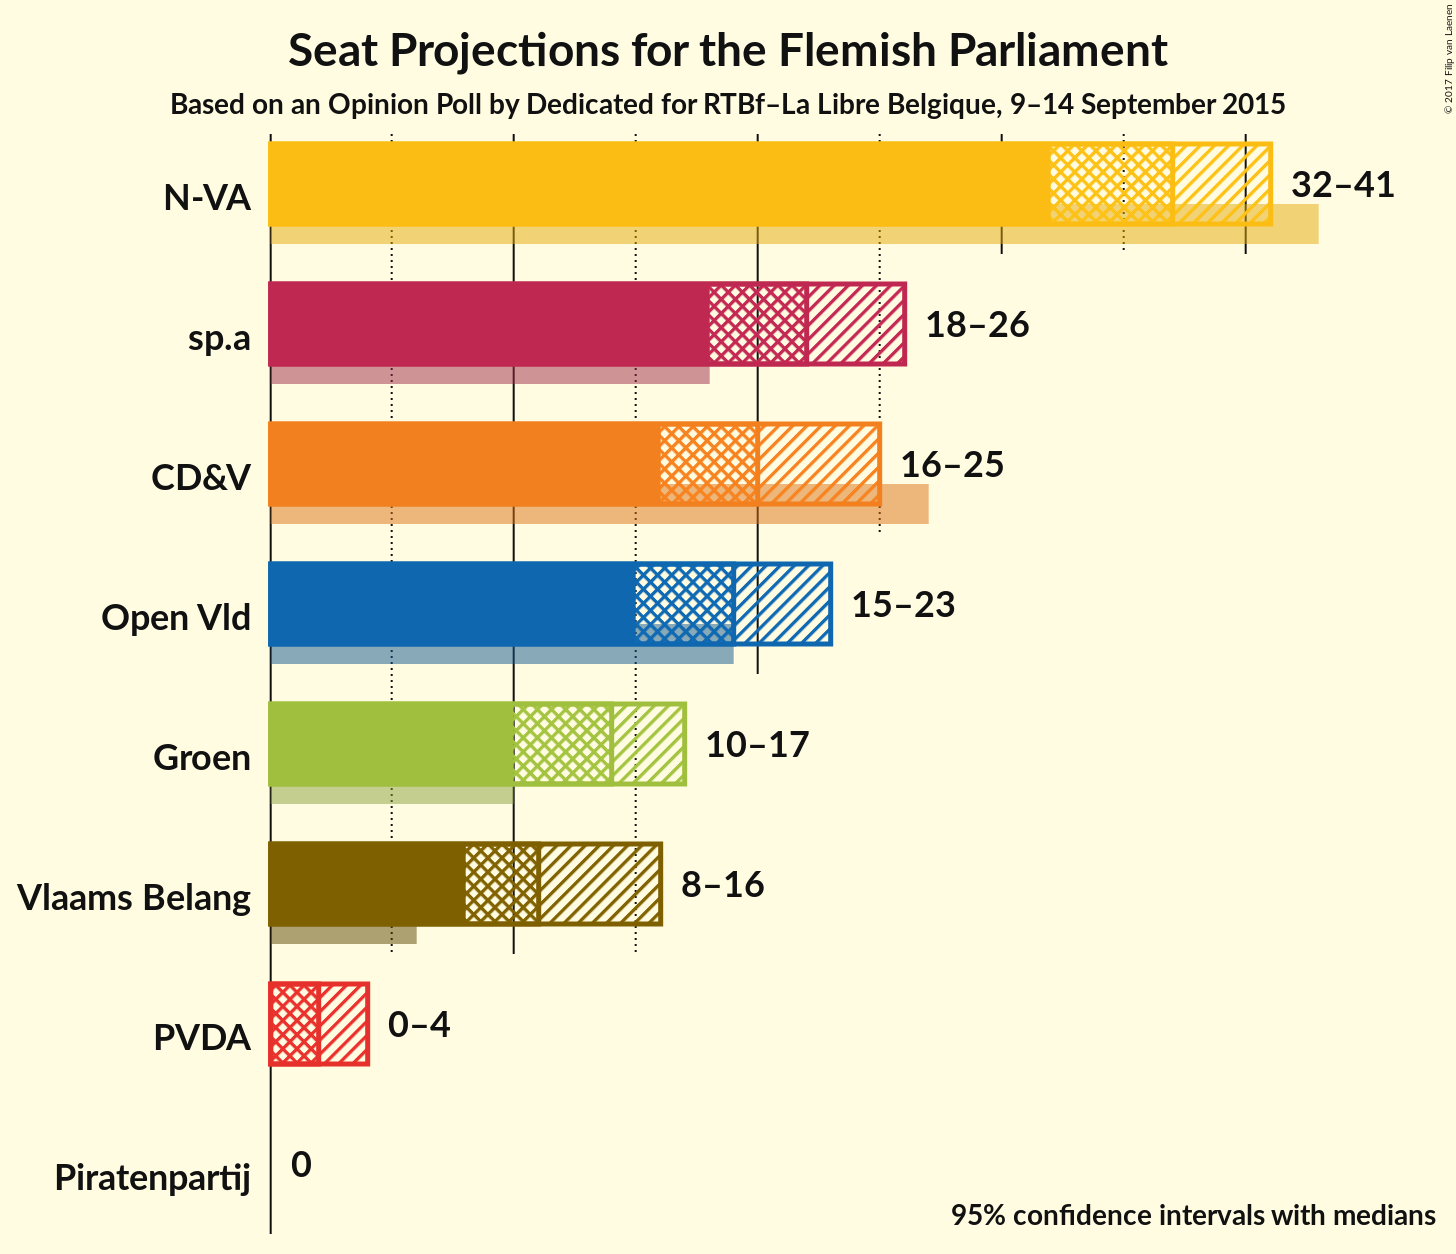 Seat Projections for the Flemish Parliament
Based on an Opinion Poll by Dedicated for RTBf–La Libre Belgique, 9–14 September 2015
© 2017 Filip van Laenen
N-VA
32–41
sp.a
18–26
CD&V
16–25
Open Vld
15–23
Groen
10–17
Vlaams Belang
8–16
PVDA
0–4
Piratenpartij
0
95% confidence intervals with medians